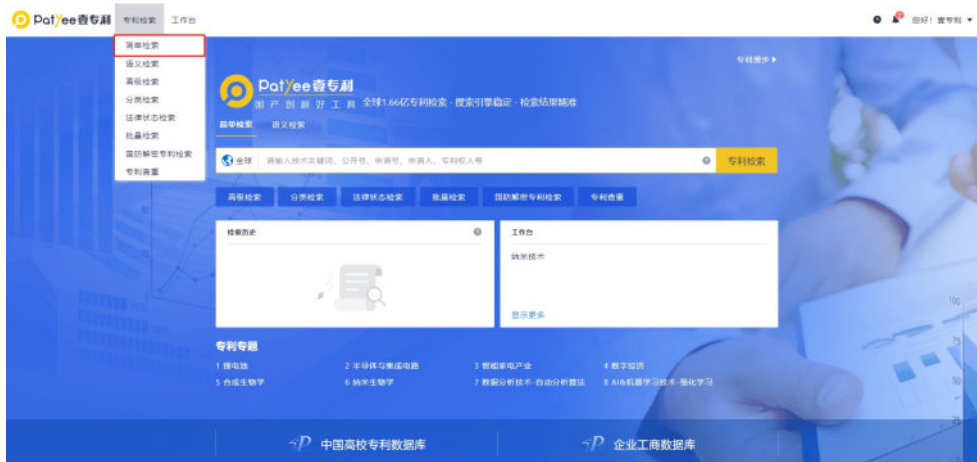 Patyee壹专利 专利检索 工作台 您好！壹专利
简单检索
语义检索
高级检索
分类检索
法律状态检索
批量检索
国防解密专利检索
专利查重
专利漫步
Patyee壹专利
国产创新好工具 全球1.66亿专利检索 · 搜索引擎稳定 · 检索结果精准
简单检索 语义检索
全球 请输入技术关键词、公开号、申请号、申请人、专利权人等 专利检索
高级检索 分类检索 法律状态检索 批量检索 国防解密专利检索 专利查重
检索历史 工作台
纳米技术
显示更多
专利专题
1 锂电池 2 半导体与集成电路 3 智能家电产业 4 数字经济
5 合成生物学 6 纳米生物学 7 数据分析技术-自动分析算法 8 AI&机器学习技术-强化学习
中国高校专利数据库 企业工商数据库
100
75
50
25